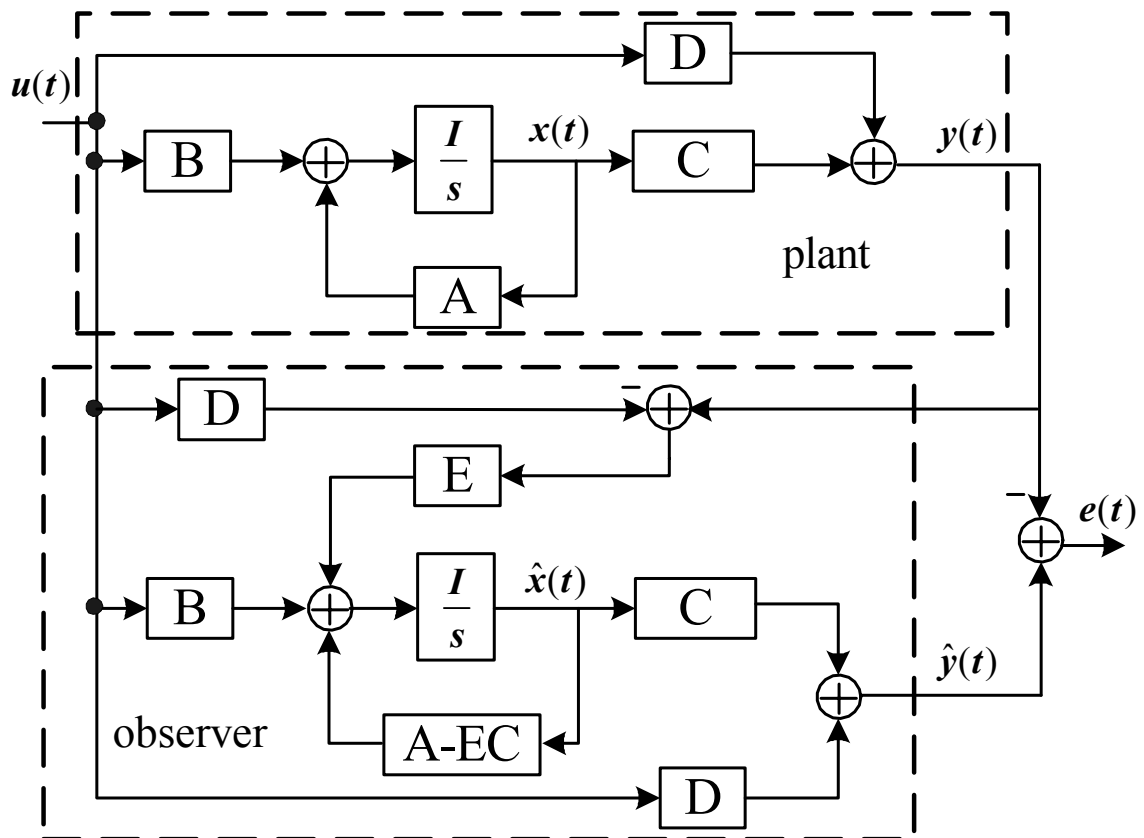 D
u(t)
B
I
s
x(t)
C
y(t)
A
plant
D
−
E
−
e(t)
B
I
s
x̂(t)
C
ŷ(t)
A-EC
observer
D